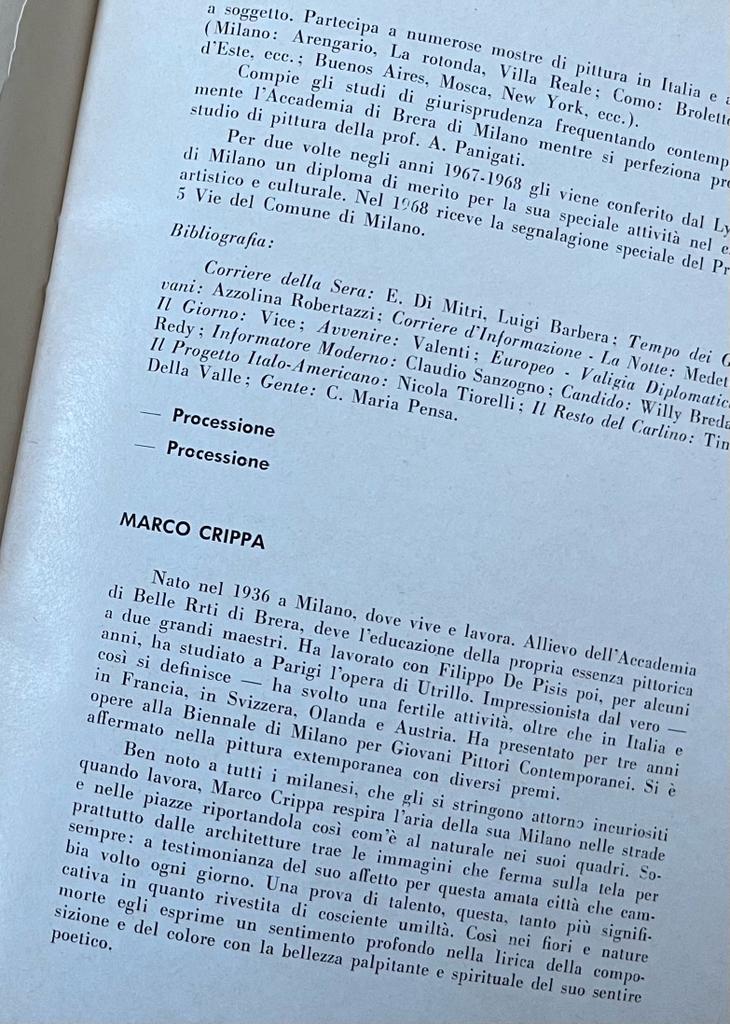 a soggetto. Partecipa a numerose mostre di pittura in Italia e a
(Milano: Arengario, La rotonda, Villa Reale; Como: Brolett
d'Este, ecc.; Buenos Aires, Mosca, New York, ecc.).
Compie gli studi di giurisprudenza frequentando contemp
mente l'Accademia di Brera di Milano mentre si perfeziona pr
studio di pittura della prof. A. Panigati.
Per due volte negli anni 1967-1968 gli viene conferito dal Ly
di Milano un diploma di merito per la sua speciale attività nel c
artistico e culturale. Nel 1968 riceve la segnalagione speciale del Pr
5 Vie del Comune di Milano.
Bibliografia:
Corriere della Sera: E. Di Mitri, Luigi Barbera; Tempo dei G
vani: Azzolina Robertazzi; Corriere d'Informazione - La Notte: Medet
Il Giorno: Vice; Avvenire: Valenti; Europeo - Valigia Diplomatic
Redy; Informatore Moderno: Claudio Sanzogno; Candido: Willy Breda
Il Progetto Italo-Americano: Nicola Tiorelli; Il Resto del Carlino: Tin
Della Valle; Gente: C. Maria Pensa.
— Processione
— Processione
MARCO CRIPPA
Nato nel 1936 a Milano, dove vive e lavora. Allievo dell'Accademia
di Belle Rrti di Brera, deve l'educazione della propria essenza pittorica
a due grandi maestri. Ha lavorato con Filippo De Pisis poi, per alcuni
anni, ha studiato a Parigi l'opera di Utrillo. Impressionista dal vero —
così si definisce — ha svolto una fertile attività, oltre che in Italia e
in Francia, in Svizzera, Olanda e Austria. Ha presentato per tre anni
opere alla Biennale di Milano per Giovani Pittori Contemporanei. Si è
affermato nella pittura extemporanea con diversi premi.
Ben noto a tutti i milanesi, che gli si stringono attorno incuriositi
quando lavora, Marco Crippa respira l'aria della sua Milano nelle strade
e nelle piazze riportandola così com'è al naturale nei suoi quadri. So-
prattutto dalle architetture trae le immagini che ferma sulla tela per
sempre: a testimonianza del suo affetto per questa amata città che cam-
bia volto ogni giorno. Una prova di talento, questa, tanto più signifi-
cativa in quanto rivestita di cosciente umiltà. Così nei fiori e nature
morte egli esprime un sentimento profondo nella lirica della compo-
sizione e del colore con la bellezza palpitante e spirituale del suo sentire
poetico.